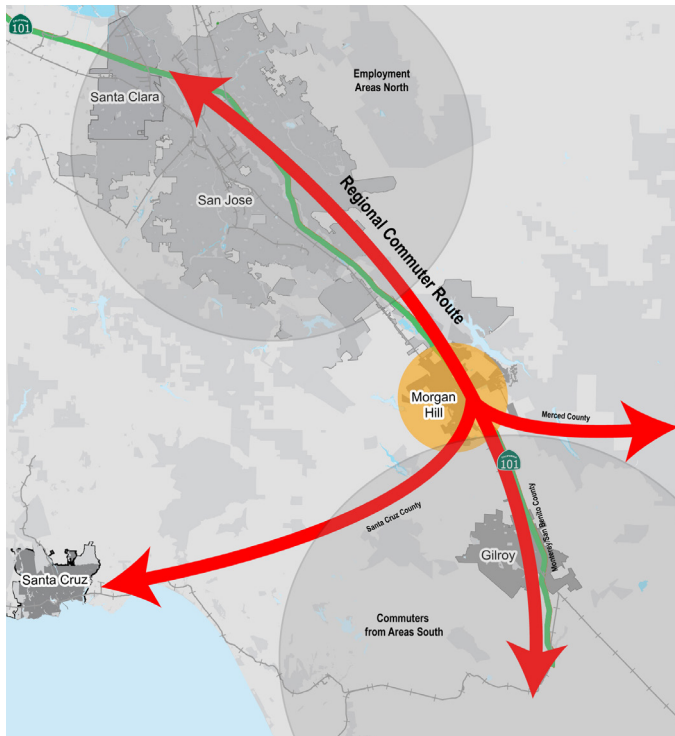 101
Employment
Areas North
Santa Clara
San Jose
Regional Commuter Route
Morgan
Hill
Merced County
101
Santa Cruz County
Monterey/San Benito County
Gilroy
Santa Cruz
Commuters
from Areas South